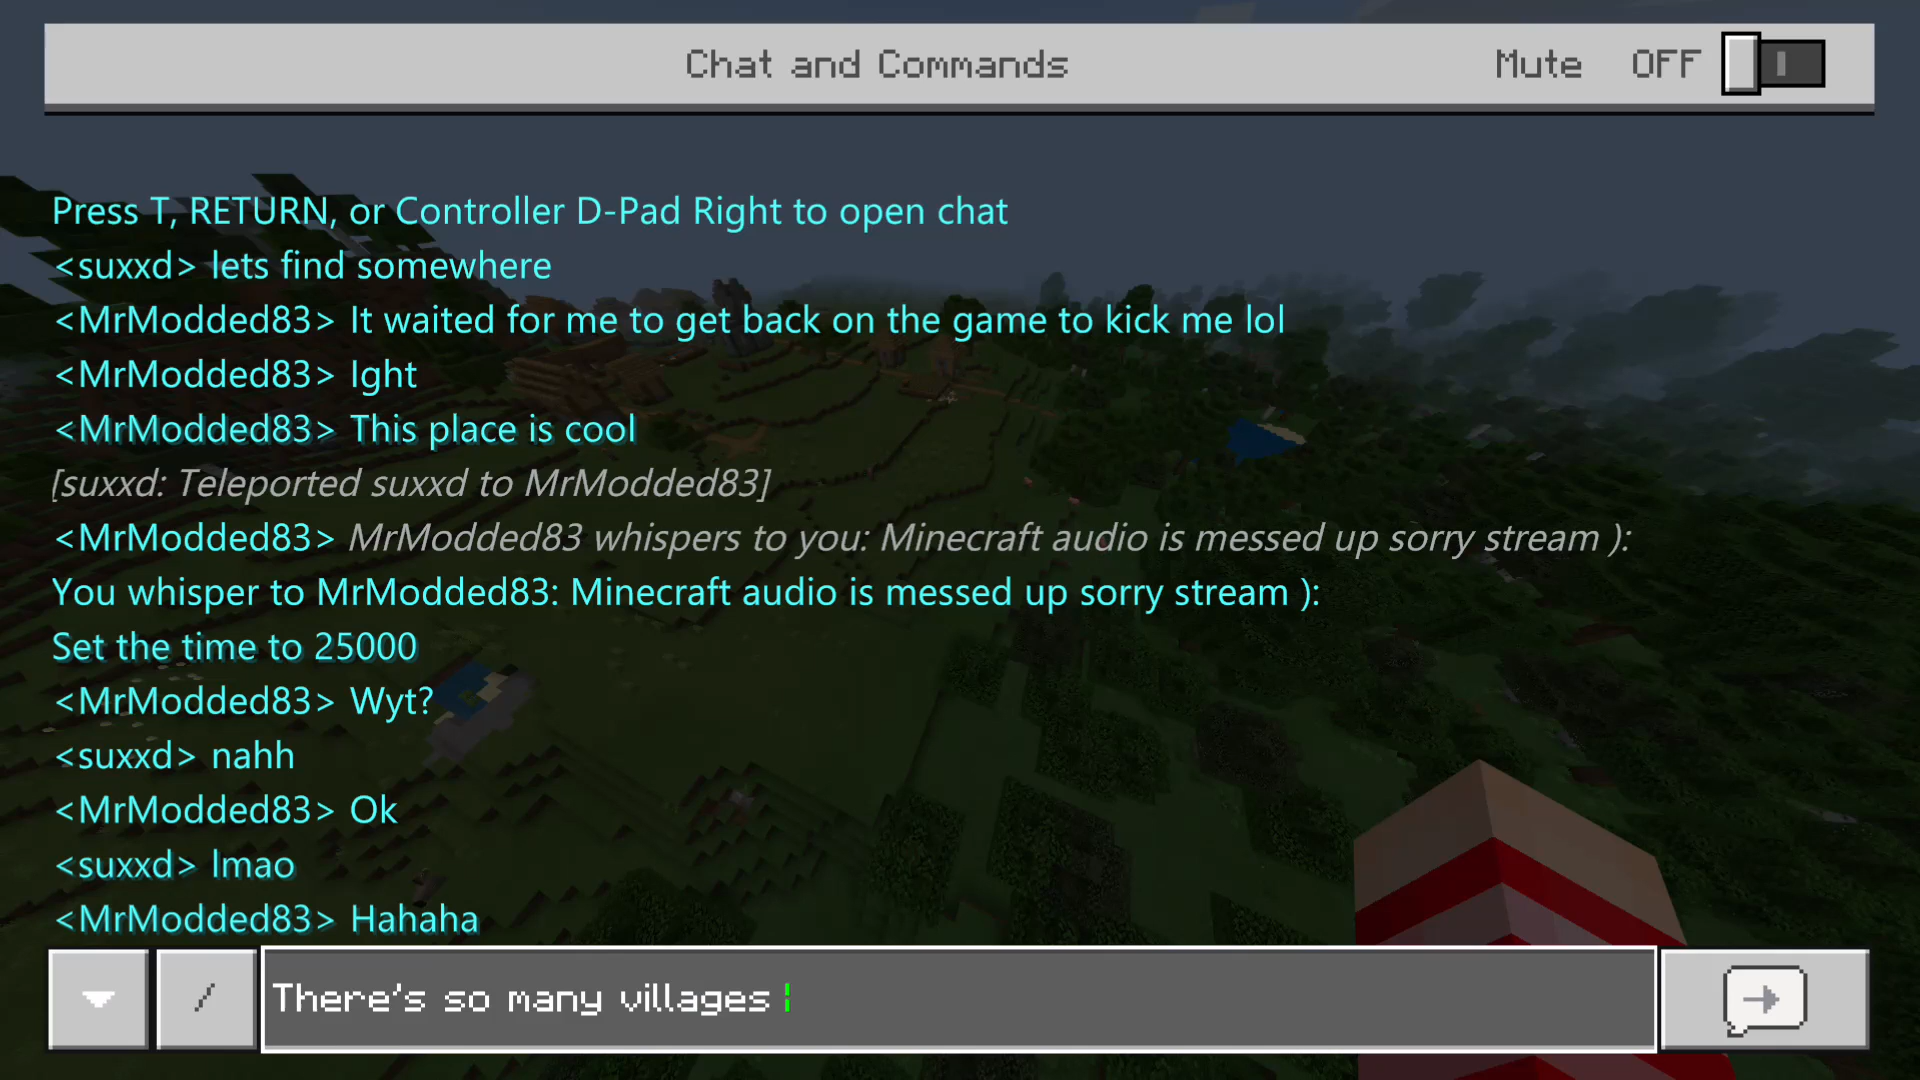 Chat and Commands
Mute OFF
Press T, RETURN, or Controller D-Pad Right to open chat
<suxxd> lets find somewhere
<MrModded83> It waited for me to get back on the game to kick me lol
<MrModded83> Ight
<MrModded83> This place is cool
[suxxd: Teleported suxxd to MrModded83]
<MrModded83> MrModded83 whispers to you: Minecraft audio is messed up sorry stream ):
You whisper to MrModded83: Minecraft audio is messed up sorry stream ):
Set the time to 25000
<MrModded83> Wyt?
<suxxd> nahh
<MrModded83> Ok
<suxxd> lmao
<MrModded83> Hahaha
/ There's so many villages